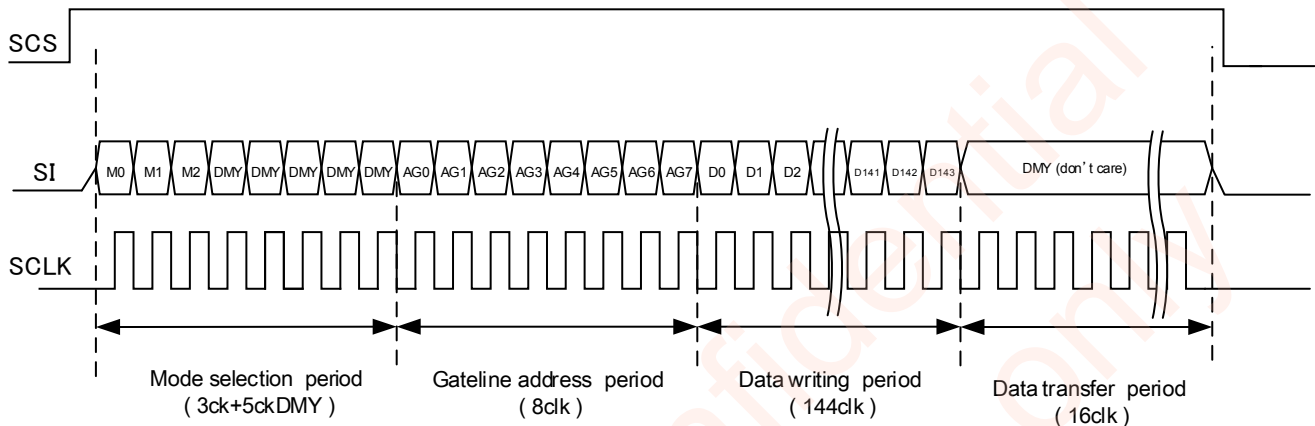 SCS
SI
M0 M1 M2 DMY DMY DMY DMY DMY AG0 AG1 AG2 AG3 AG4 AG5 AG6 AG7 D0 D1 D2 D141 D142 D143 DMY (don't care)
SCLK
Mode selection period
( 3ck+5ckDMY )
Gateline address period
( 8clk )
Data writing period
( 144clk )
Data transfer period
( 16clk )
fidential
only